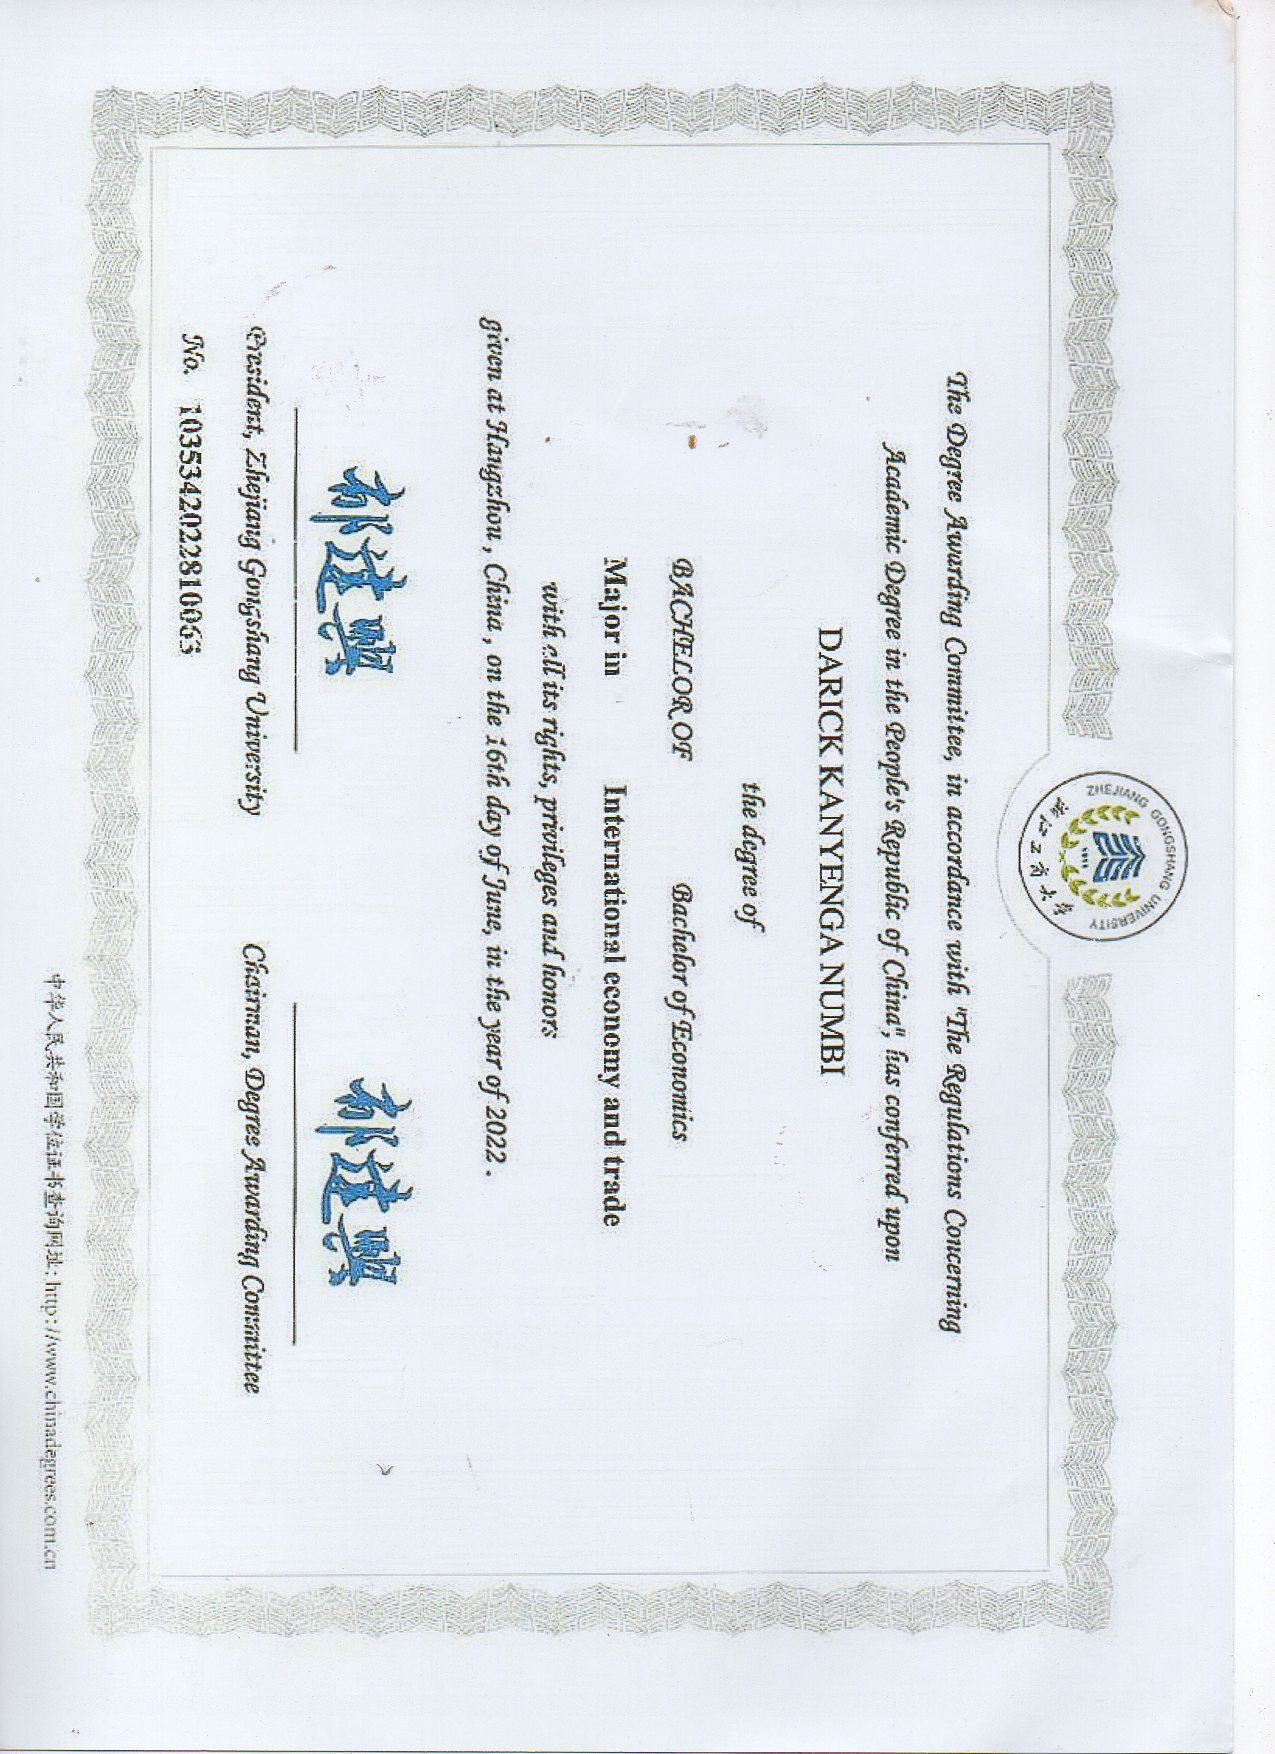 ZHEJIANG GONGSHANG UNIVERSITY
1911
浙江工商大学
The Degree Awarding Committee, in accordance with "The Regulations Concerning
Academic Degree in the People's Republic of China", has conferred upon
DARICK KANYENGA NUMBI
the degree of
BACHELOR OF Bachelor of Economics
Major in International economy and trade
with all its rights, privileges and honors
given at Hangzhou , China , on the 16th day of June, in the year of 2022 .
郁建興 郁建興
President, Zhejiang Gongshang University Chairman, Degree Awarding Committee
No. 1035342022810063
中华人民共和国学位证书查询网址: http://www.chinadegrees.com.cn